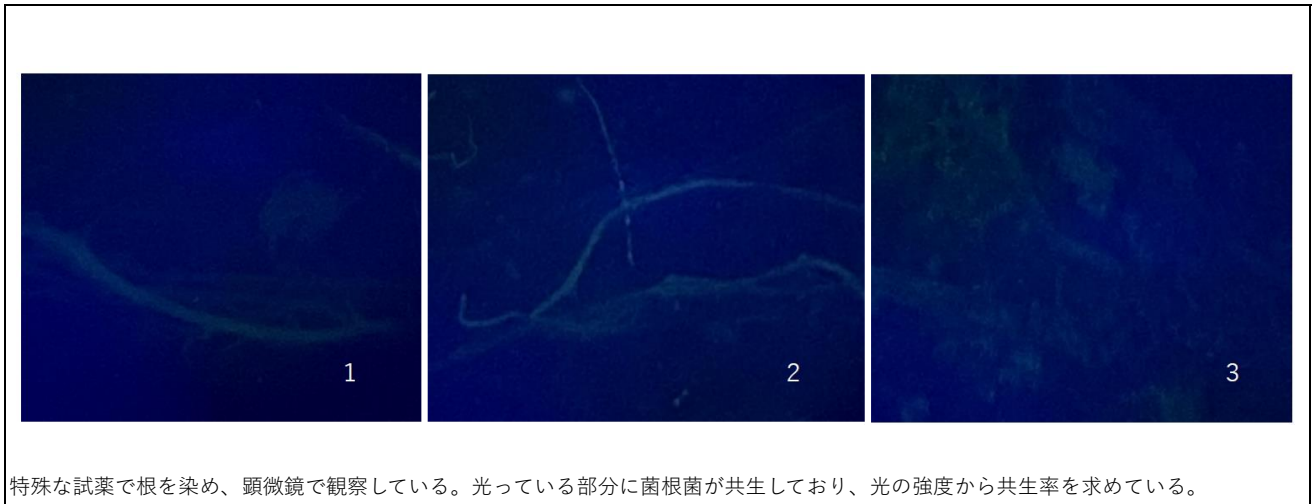 1
2
3
特殊な試薬で根を染め、顕微鏡で観察している。光っている部分に菌根菌が共生しており、光の強度から共生率を求めている。